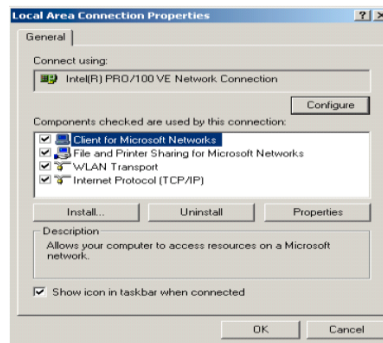 Local Area Connection Properties
General
Connect using:
Intel(R) PRO/100 VE Network Connection
Configure
Components checked are used by this connection:
Client for Microsoft Networks
File and Printer Sharing for Microsoft Networks
WLAN Transport
Internet Protocol (TCP/IP)
Install... Uninstall Properties
Description
Allows your computer to access resources on a Microsoft
network.
Show icon in taskbar when connected
OK Cancel